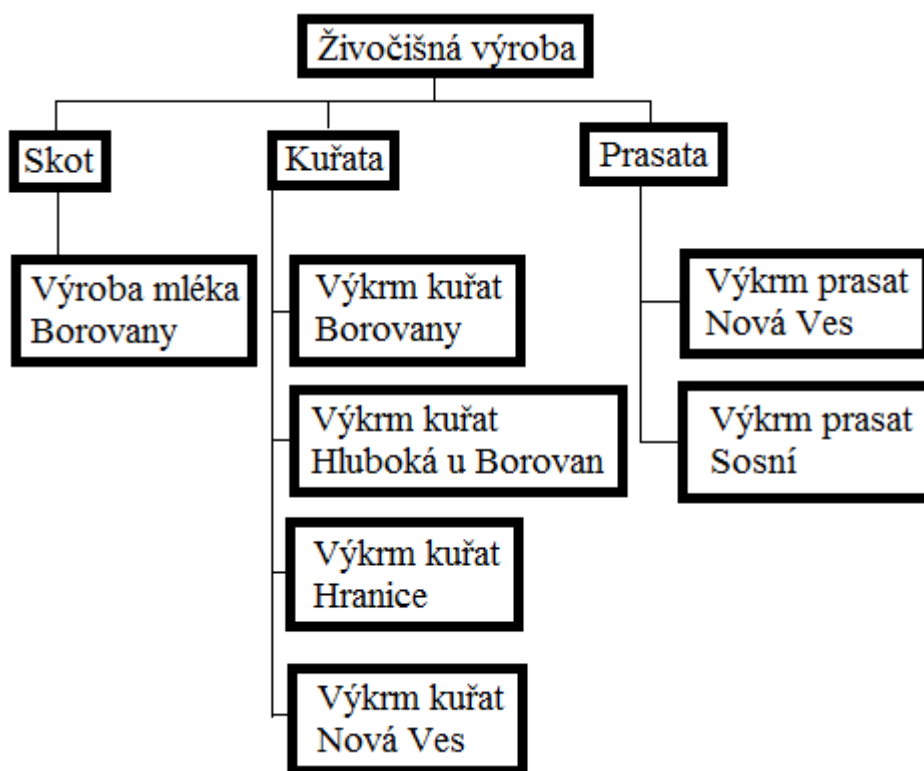 Živočišná výroba
Skot
Kuřata
Prasata
Výroba mléka
Borovany
Výkrm kuřat
Borovany
Výkrm kuřat
Hluboká u Borovan
Výkrm kuřat
Hranice
Výkrm kuřat
Nová Ves
Výkrm prasat
Nová Ves
Výkrm prasat
Sosní